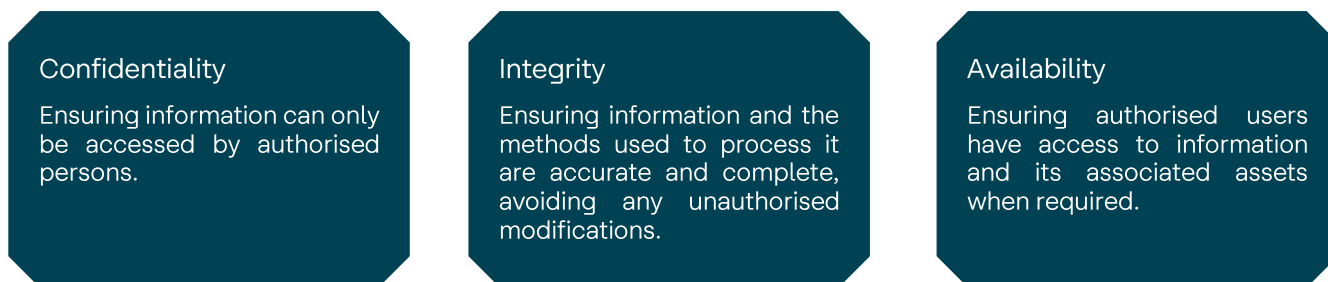 Confidentiality
Ensuring information can only
be accessed by authorised
persons.
Integrity
Ensuring information and the
methods used to process it
are accurate and complete,
avoiding any unauthorised
modifications.
Availability
Ensuring authorised users
have access to information
and its associated assets
when required.